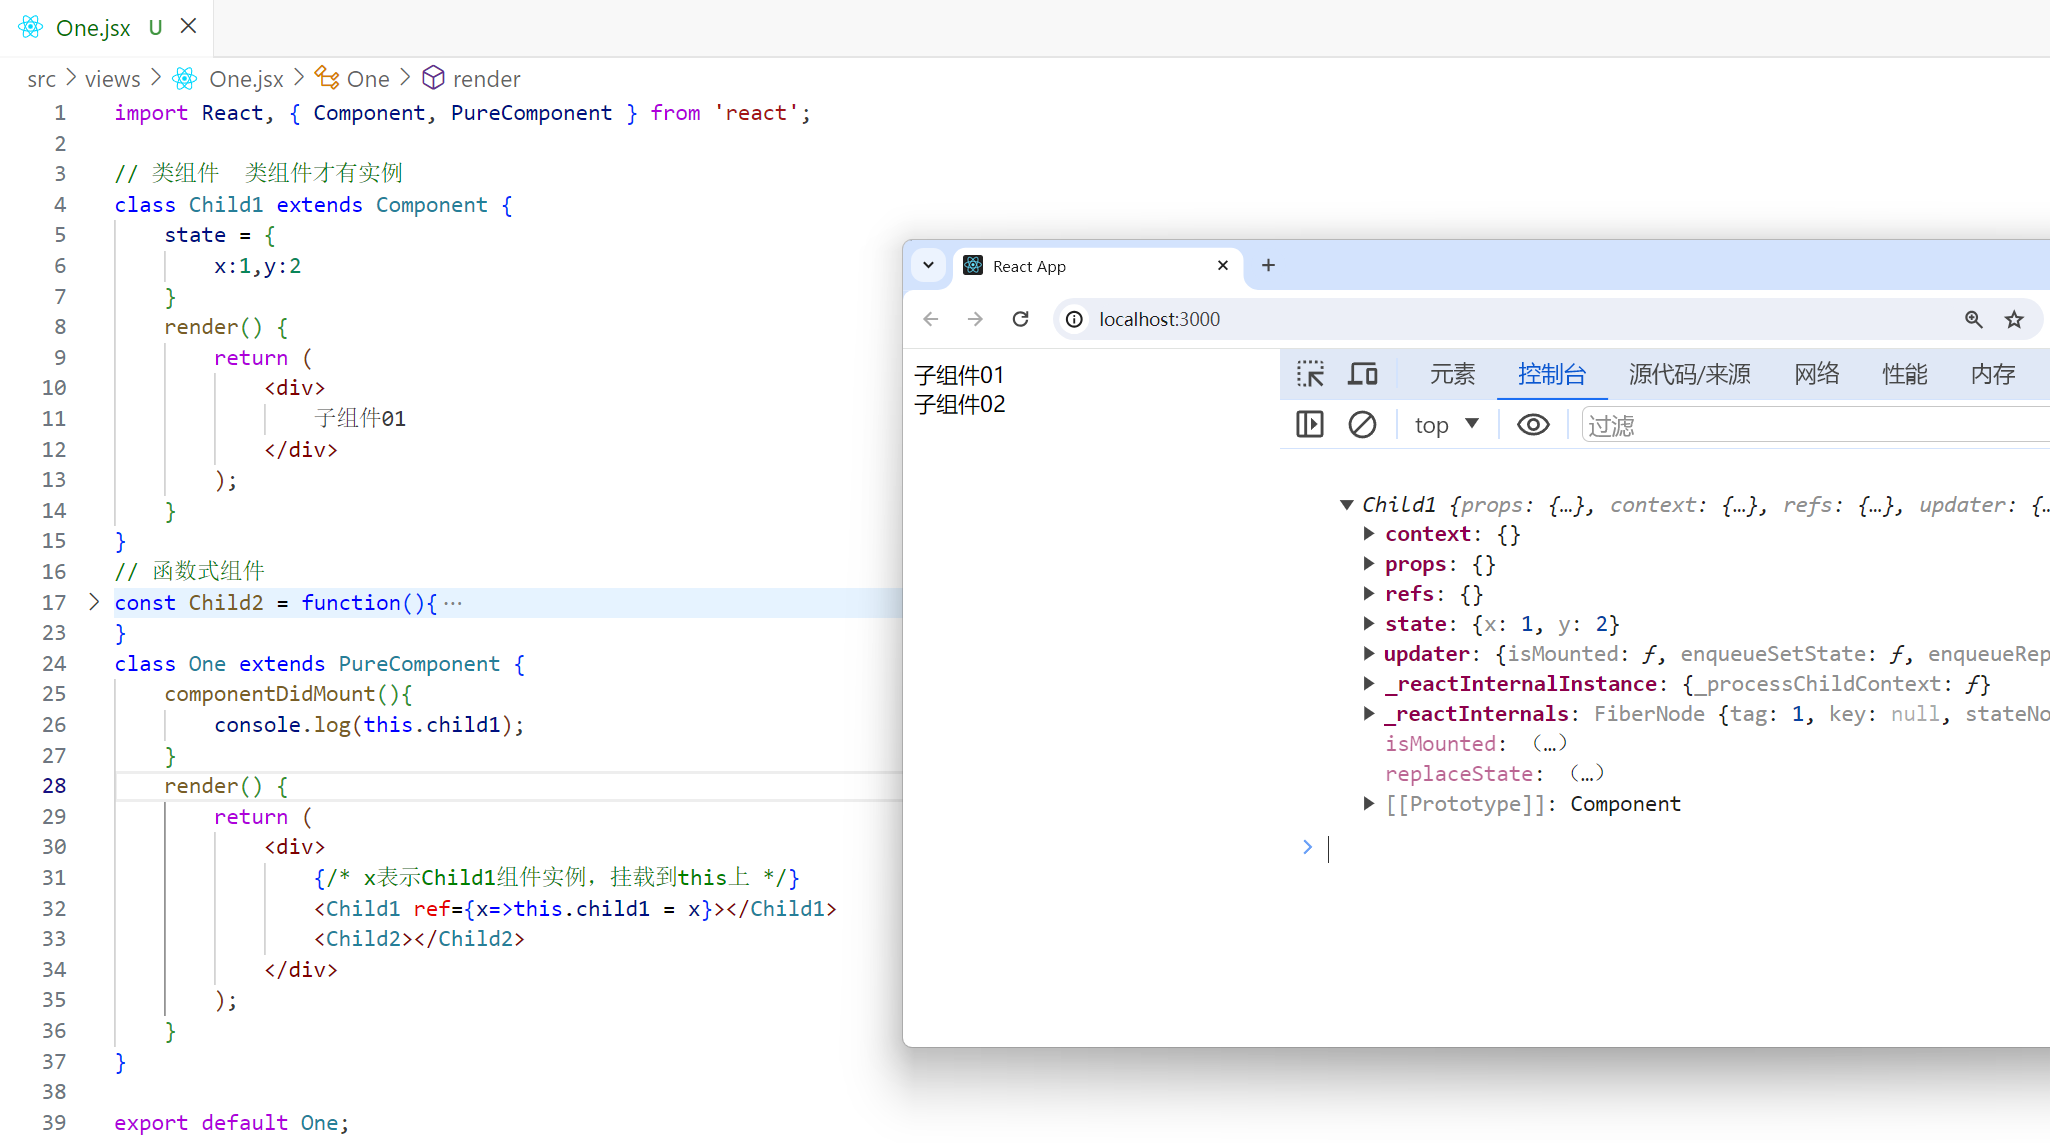 One.jsx U
src > views > One.jsx > One > render
1 import React, { Component, PureComponent } from 'react';
2
3 // 类组件  类组件才有实例
4 class Child1 extends Component {
5 state = {
6 x:1,y:2
7 }
8 render() {
9 return (
10 <div>
11 子组件01
12 </div>
13 );
14 }
15 }
16 // 函数式组件
17 const Child2 = function(){ ···
23 }
24 class One extends PureComponent {
25 componentDidMount(){
26 console.log(this.child1);
27 }
28 render() {
29 return (
30 <div>
31 {/* x表示Child1组件实例，挂载到this上 */}
32 <Child1 ref={x=>this.child1 = x}></Child1>
33 <Child2></Child2>
34 </div>
35 );
36 }
37 }
38
39 export default One;
React App
localhost:3000
子组件01
子组件02
元素 控制台 源代码/来源 网络 性能 内存
top 过滤
Child1 {props: {…}, context: {…}, refs: {…}, updater: {…
context: {}
props: {}
refs: {}
state: {x: 1, y: 2}
updater: {isMounted: ƒ, enqueueSetState: ƒ, enqueueRep
_reactInternalInstance: {_processChildContext: ƒ}
_reactInternals: FiberNode {tag: 1, key: null, stateNo
isMounted: （…）
replaceState: （…）
[[Prototype]]: Component